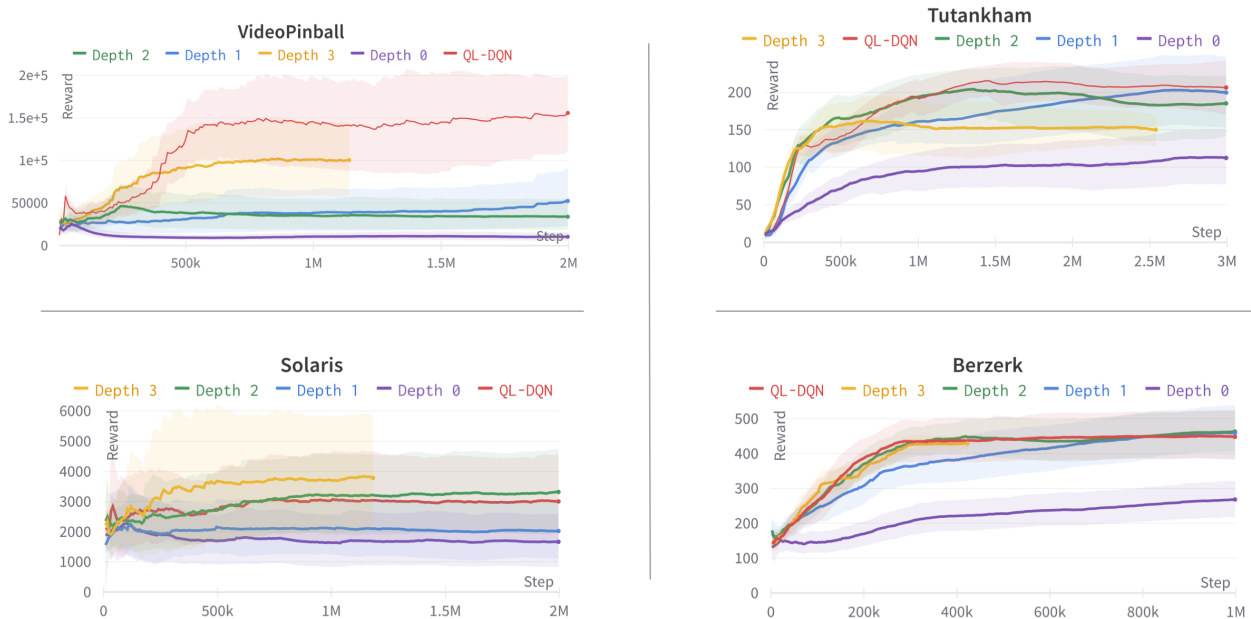 VideoPinball
Depth 2 Depth 1 Depth 3 Depth 0 QL-DQN
Reward
2e+5
1.5e+5
1e+5
50000
0
Step
500k 1M 1.5M 2M
Tutankham
Depth 3 QL-DQN Depth 2 Depth 1 Depth 0
Reward
200
150
100
50
0
Step
0 500k 1M 1.5M 2M 2.5M 3M
Solaris
Depth 3 Depth 2 Depth 1 Depth 0 QL-DQN
Reward
6000
5000
4000
3000
2000
1000
0
Step
0 500k 1M 1.5M 2M
Berzerk
QL-DQN Depth 3 Depth 2 Depth 1 Depth 0
Reward
500
400
300
200
100
0
Step
0 200k 400k 600k 800k 1M